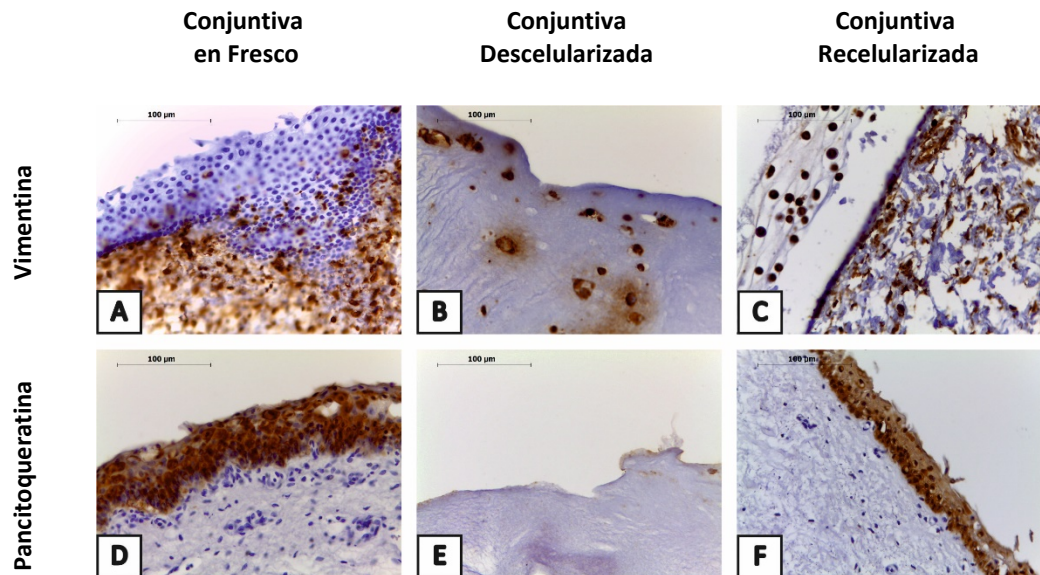 Conjuntiva
en Fresco
Conjuntiva
Descelularizada
Conjuntiva
Recelularizada
Vimentina
100 µm
100 µm
100 µm
A
B
C
Pancitoqueratina
100 µm
100 µm
100 µm
D
E
F